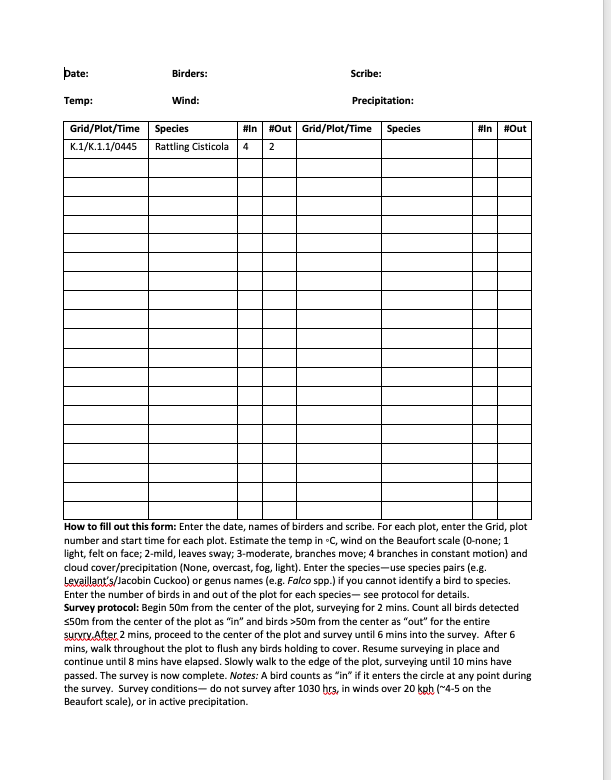 Date: Birders: Scribe:
Temp: Wind: Precipitation:
Grid/Plot/Time Species #In #Out Grid/Plot/Time Species #In #Out
K.1/K.1.1/0445 Rattling Cisticola 4 2
How to fill out this form: Enter the date, names of birders and scribe. For each plot, enter the Grid, plot
number and start time for each plot. Estimate the temp in ◦C, wind on the Beaufort scale (0-none; 1
light, felt on face; 2-mild, leaves sway; 3-moderate, branches move; 4 branches in constant motion) and
cloud cover/precipitation (None, overcast, fog, light). Enter the species—use species pairs (e.g.
Levaillant’s/Jacobin Cuckoo) or genus names (e.g. Falco spp.) if you cannot identify a bird to species.
Enter the number of birds in and out of the plot for each species— see protocol for details.
Survey protocol: Begin 50m from the center of the plot, surveying for 2 mins. Count all birds detected
≤50m from the center of the plot as “in” and birds >50m from the center as “out” for the entire
survry.After 2 mins, proceed to the center of the plot and survey until 6 mins into the survey. After 6
mins, walk throughout the plot to flush any birds holding to cover. Resume surveying in place and
continue until 8 mins have elapsed. Slowly walk to the edge of the plot, surveying until 10 mins have
passed. The survey is now complete. Notes: A bird counts as “in” if it enters the circle at any point during
the survey. Survey conditions— do not survey after 1030 hrs, in winds over 20 kph (~4-5 on the
Beaufort scale), or in active precipitation.